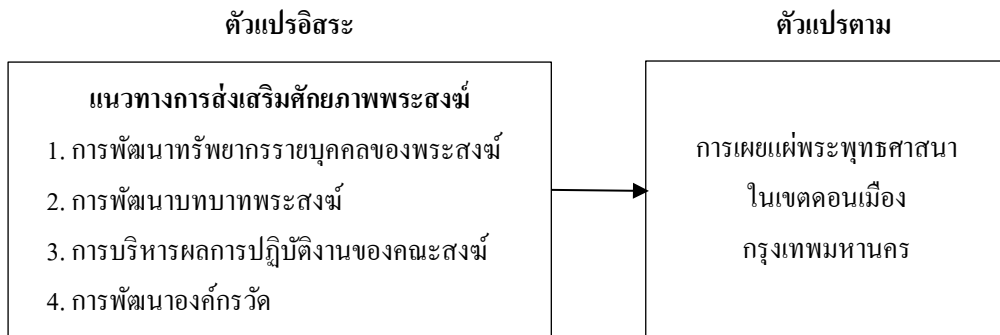 ตัวแปรอิสระ
ตัวแปรตาม
แนวทางการส่งเสริมศักยภาพพระสงฆ์
1. การพัฒนาทรัพยากรรายบุคคลของพระสงฆ์
2. การพัฒนาบทบาทพระสงฆ์
3. การบริหารผลการปฏิบัติงานของคณะสงฆ์
4. การพัฒนาองค์กรวัด
การเผยแผ่พระพุทธศาสนา
ในเขตดอนเมือง
กรุงเทพมหานคร